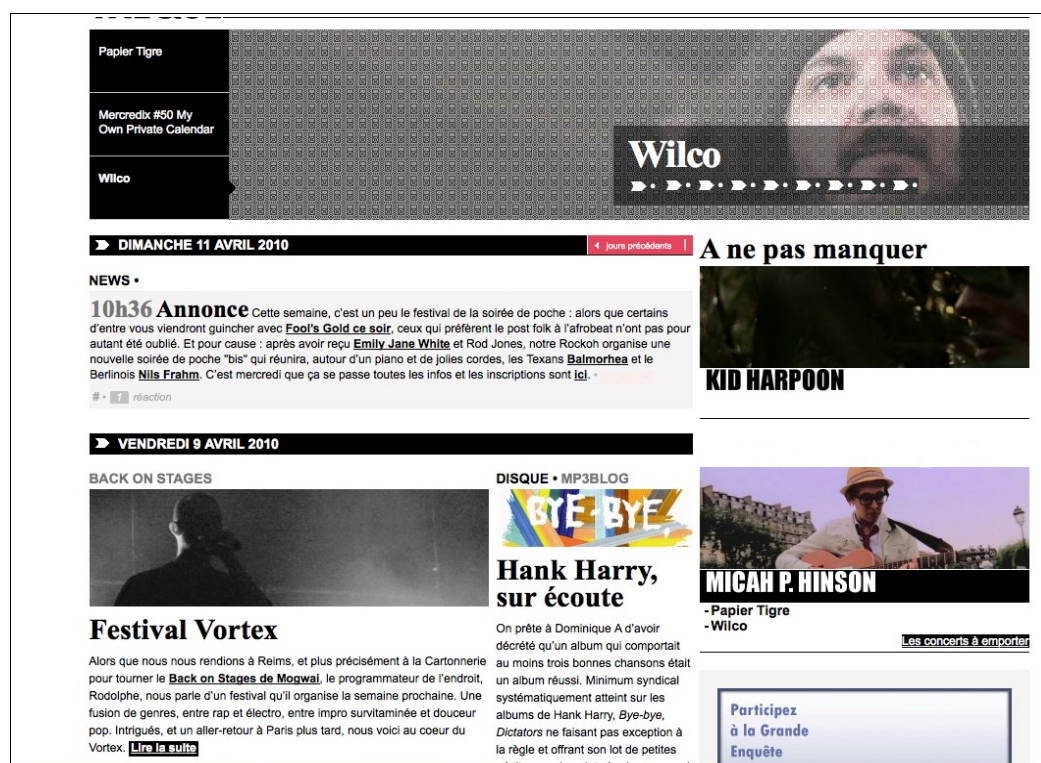 Papier Tigre
Mercredix #50 My
Own Private Calendar
Wilco
Wilco
DIMANCHE 11 AVRIL 2010
jours précédents
NEWS •
10h36 Annonce Cette semaine, c'est un peu le festival de la soirée de poche : alors que certains
d'entre vous viendront guincher avec Fool's Gold ce soir, ceux qui préfèrent le post folk à l'afrobeat n'ont pas pour
autant été oublié. Et pour cause : après avoir reçu Emily Jane White et Rod Jones, notre Rockoh organise une
nouvelle soirée de poche "bis" qui réunira, autour d'un piano et de jolies cordes, les Texans Balmorhea et le
Berlinois Nils Frahm. C'est mercredi que ça se passe toutes les infos et les inscriptions sont ici. •
# • 1 réaction
VENDREDI 9 AVRIL 2010
BACK ON STAGES
Festival Vortex
Alors que nous nous rendions à Reims, et plus précisément à la Cartonnerie
pour tourner le Back on Stages de Mogwai, le programmateur de l'endroit,
Rodolphe, nous parle d'un festival qu'il organise la semaine prochaine. Une
fusion de genres, entre rap et électro, entre impro survitaminée et douceur
pop. Intrigués, et un aller-retour à Paris plus tard, nous voici au coeur du
Vortex. Lire la suite
DISQUE • MP3BLOG
BYE-BYE,
Hank Harry,
sur écoute
On prête à Dominique A d'avoir
décrété qu'un album qui comportait
au moins trois bonnes chansons était
un album réussi. Minimum syndical
systématiquement atteint sur les
albums de Hank Harry, Bye-bye,
Dictators ne faisant pas exception à
la règle et offrant son lot de petites
A ne pas manquer
KID HARPOON
MICAH P. HINSON
-Papier Tigre
-Wilco
Les concerts à emporter
Participez
à la Grande
Enquête